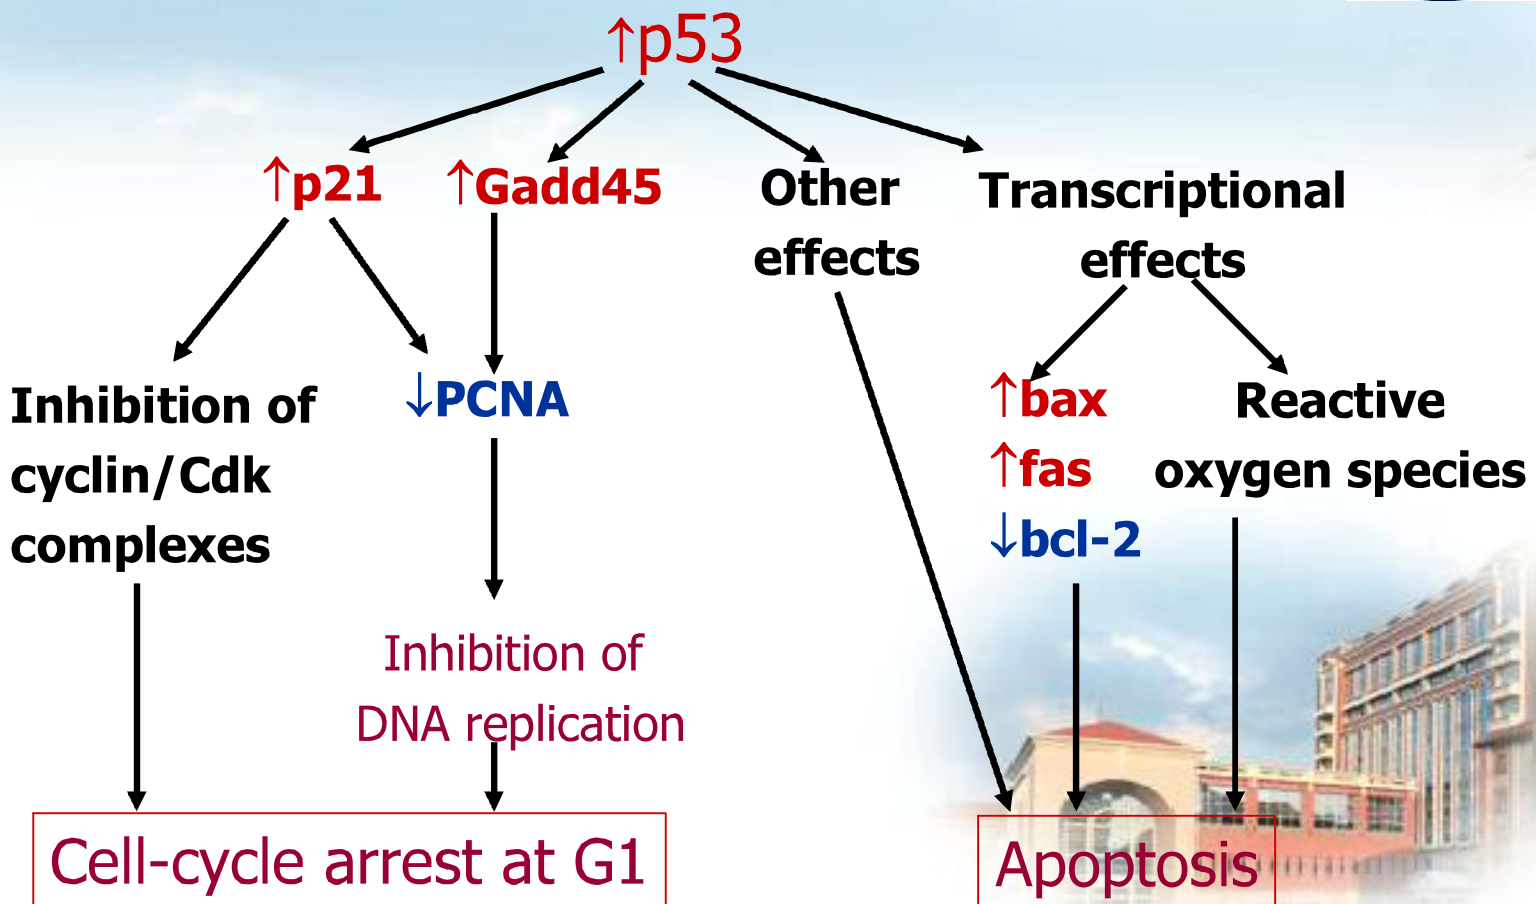 ↑p53
↑p21
↑Gadd45
Other
effects
Transcriptional
effects
Inhibition of
cyclin/Cdk
complexes
↓PCNA
↑bax
↑fas
↓bcl-2
Reactive
oxygen species
Inhibition of
DNA replication
Cell-cycle arrest at G1
Apoptosis